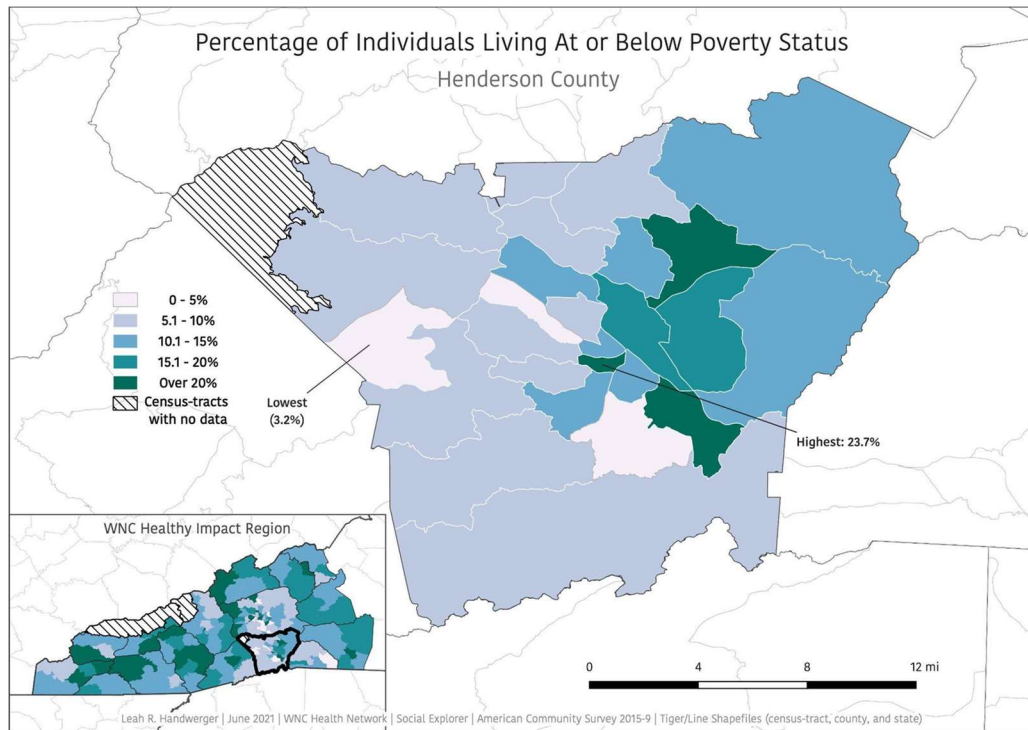 Percentage of Individuals Living At or Below Poverty Status
Henderson County
0 - 5%
5.1 - 10%
10.1 - 15%
15.1 - 20%
Over 20%
Census-tracts
with no data
Lowest
(3.2%)
Highest: 23.7%
WNC Healthy Impact Region
0 4 8 12 mi
Leah R. Handwerger | June 2021 | WNC Health Network | Social Explorer | American Community Survey 2015-9 | Tiger/Line Shapefiles (census-tract, county, and state)